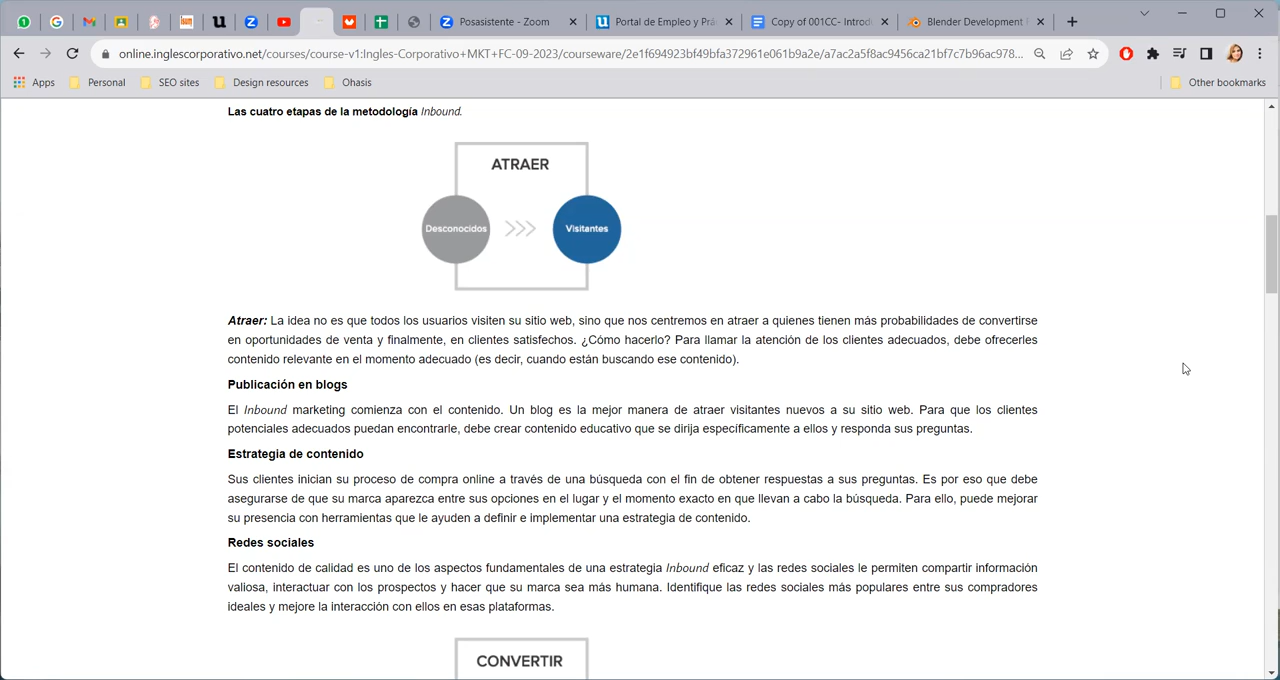 Posasistente - Zoom
Portal de Empleo y Prá
Copy of 001CC- Introdu
Blender Development
online.inglescorporativo.net/courses/course-v1:Ingles-Corporativo+MKT+FC-09-2023/courseware/2e1f694923bf49bfa372961e061b9a2e/a7ac2a5f8ac9456ca21bf7c7b96ac978...
Apps
Personal
SEO sites
Design resources
Ohasis
Other bookmarks
Las cuatro etapas de la metodología Inbound.
ATRAER
Desconocidos
Visitantes
Atraer: La idea no es que todos los usuarios visiten su sitio web, sino que nos centremos en atraer a quienes tienen más probabilidades de convertirse
en oportunidades de venta y finalmente, en clientes satisfechos. ¿Cómo hacerlo? Para llamar la atención de los clientes adecuados, debe ofrecerles
contenido relevante en el momento adecuado (es decir, cuando están buscando ese contenido).
Publicación en blogs
El Inbound marketing comienza con el contenido. Un blog es la mejor manera de atraer visitantes nuevos a su sitio web. Para que los clientes
potenciales adecuados puedan encontrarle, debe crear contenido educativo que se dirija específicamente a ellos y responda sus preguntas.
Estrategia de contenido
Sus clientes inician su proceso de compra online a través de una búsqueda con el fin de obtener respuestas a sus preguntas. Es por eso que debe
asegurarse de que su marca aparezca entre sus opciones en el lugar y el momento exacto en que llevan a cabo la búsqueda. Para ello, puede mejorar
su presencia con herramientas que le ayuden a definir e implementar una estrategia de contenido.
Redes sociales
El contenido de calidad es uno de los aspectos fundamentales de una estrategia Inbound eficaz y las redes sociales le permiten compartir información
valiosa, interactuar con los prospectos y hacer que su marca sea más humana. Identifique las redes sociales más populares entre sus compradores
ideales y mejore la interacción con ellos en esas plataformas.
CONVERTIR